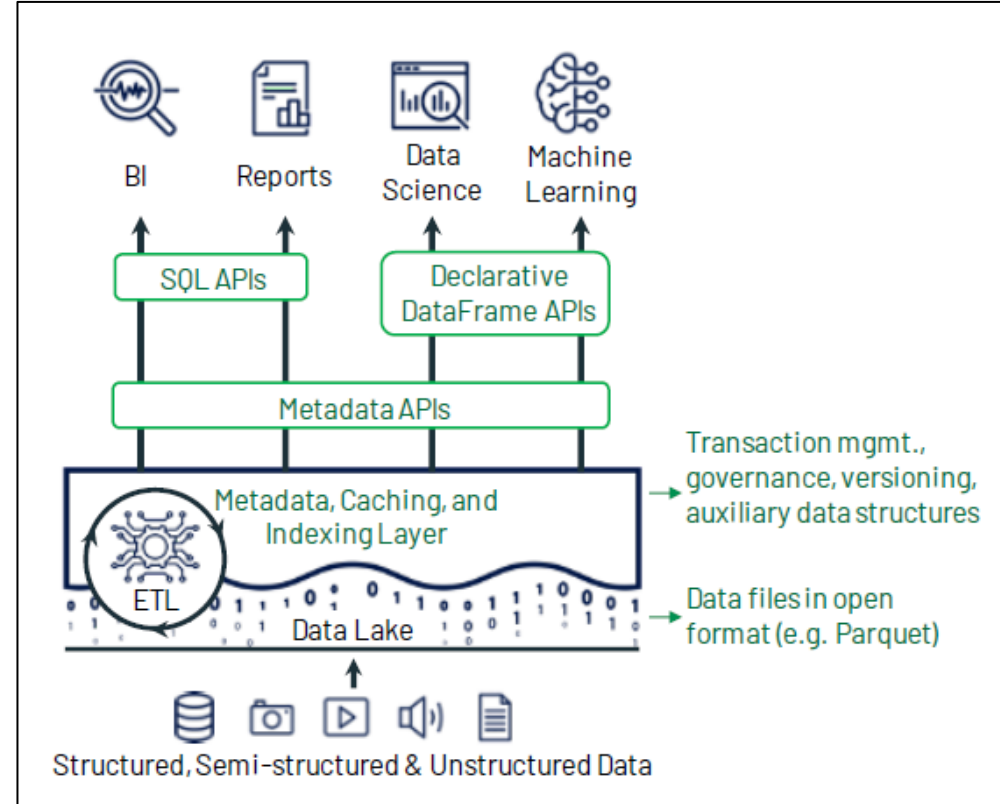 BI
Reports
Data
Science
Machine
Learning
SQL APIs
Declarative
DataFrame APIs
Metadata APIs
Metadata, Caching, and
Indexing Layer
ETL
Data Lake
Transaction mgmt.,
governance, versioning,
auxiliary data structures
Data files in open
format (e.g. Parquet)
Structured, Semi-structured & Unstructured Data